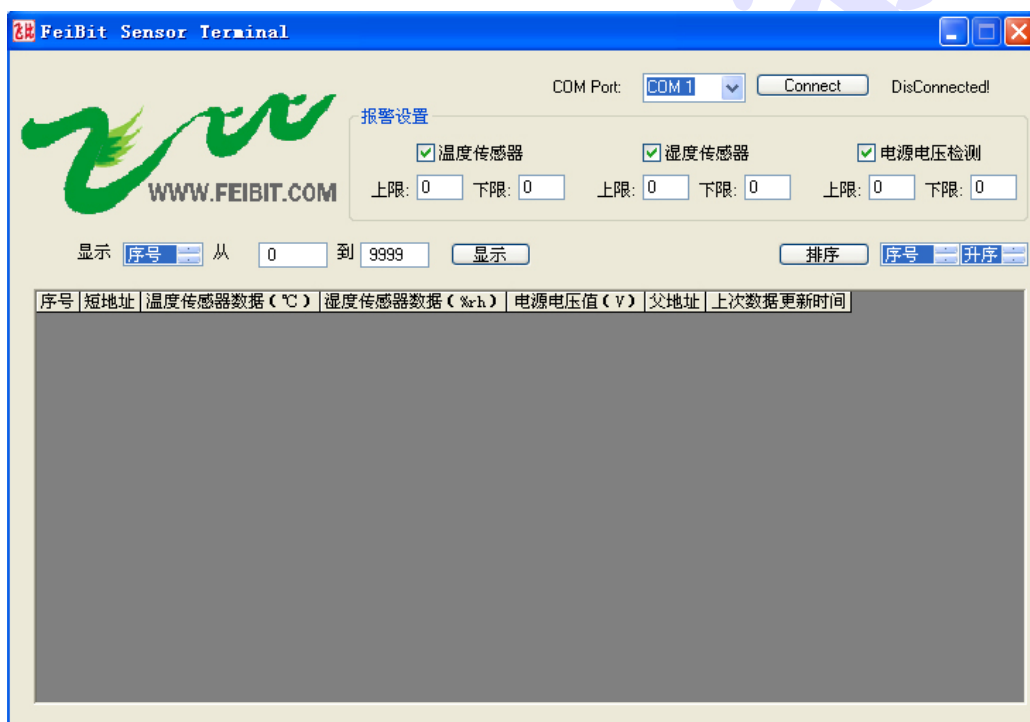 飞比 FeiBit Sensor Terminal
COM Port: COM 1 Connect DisConnected!
报警设置
温度传感器 湿度传感器 电源电压检测
WWW.FEIBIT.COM
上限: 0 下限: 0 上限: 0 下限: 0 上限: 0 下限: 0
显示 序号 从 0 到 9999 显示 排序 序号 升序
序号 短地址 温度传感器数据(℃) 湿度传感器数据(%rh) 电源电压值(V) 父地址 上次数据更新时间